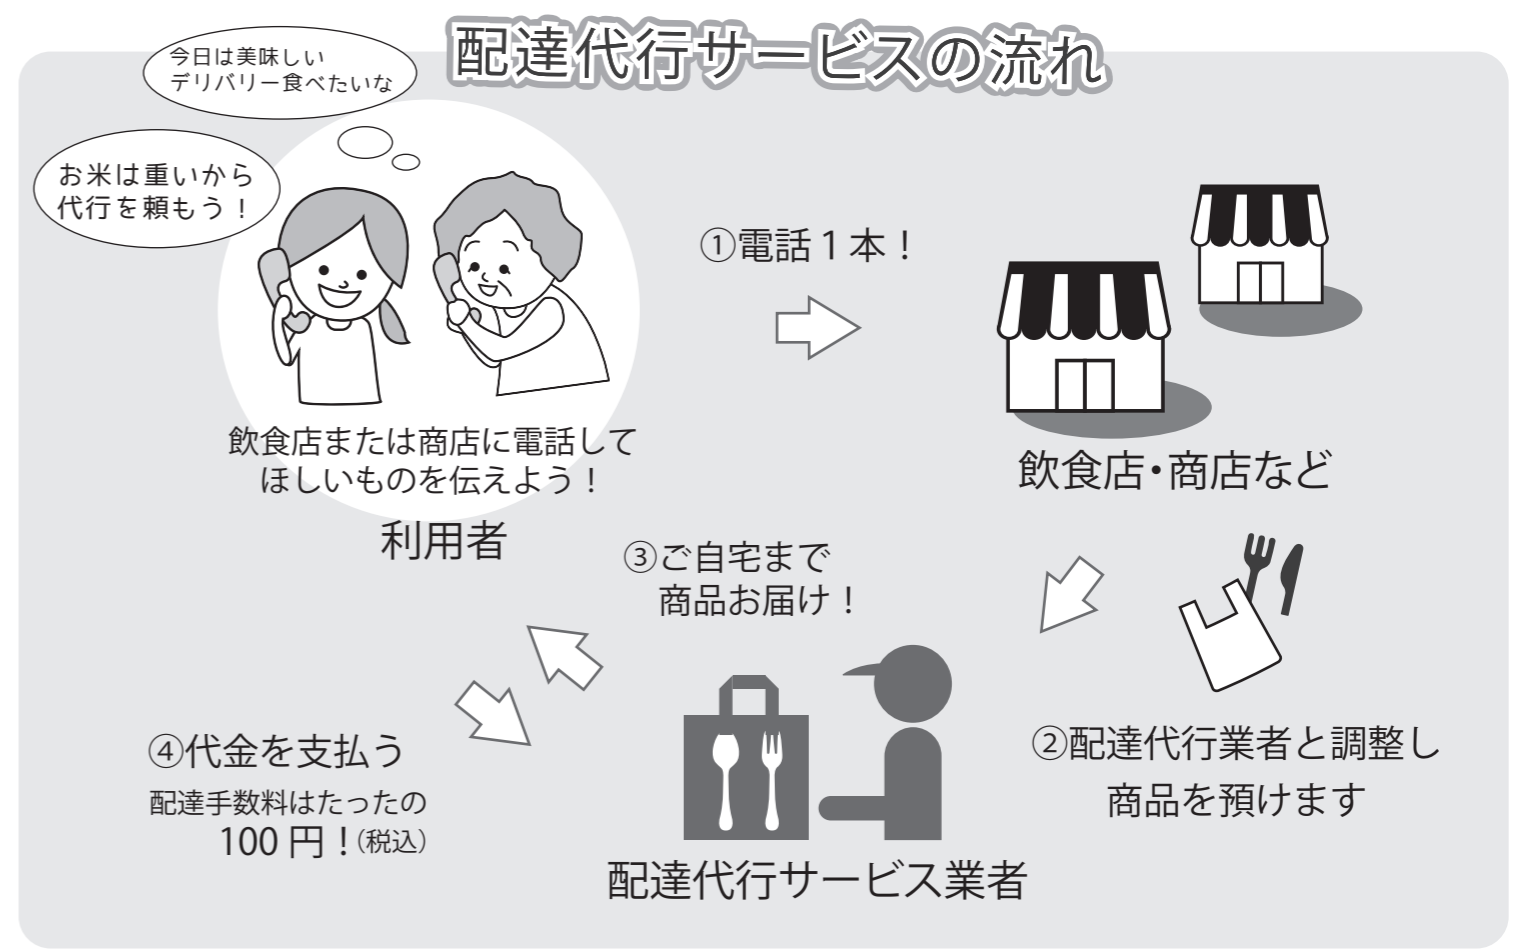 配達代行サービスの流れ
今日は美味しい
デリバリー食べたいな
お米は重いから
代行を頼もう！
①電話1本！
飲食店または商店に電話して
ほしいものを伝えよう！
利用者
飲食店・商店など
③ご自宅まで
商品お届け！
②配達代行業者と調整し
商品を預けます
④代金を支払う
配達手数料はたったの
100円！(税込)
配達代行サービス業者